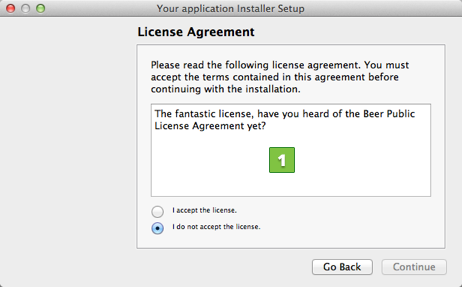 Your application Installer Setup
License Agreement
Please read the following license agreement. You must
accept the terms contained in this agreement before
continuing with the installation.
The fantastic license, have you heard of the Beer Public
License Agreement yet?
1
I accept the license.
I do not accept the license.
Go Back
Continue